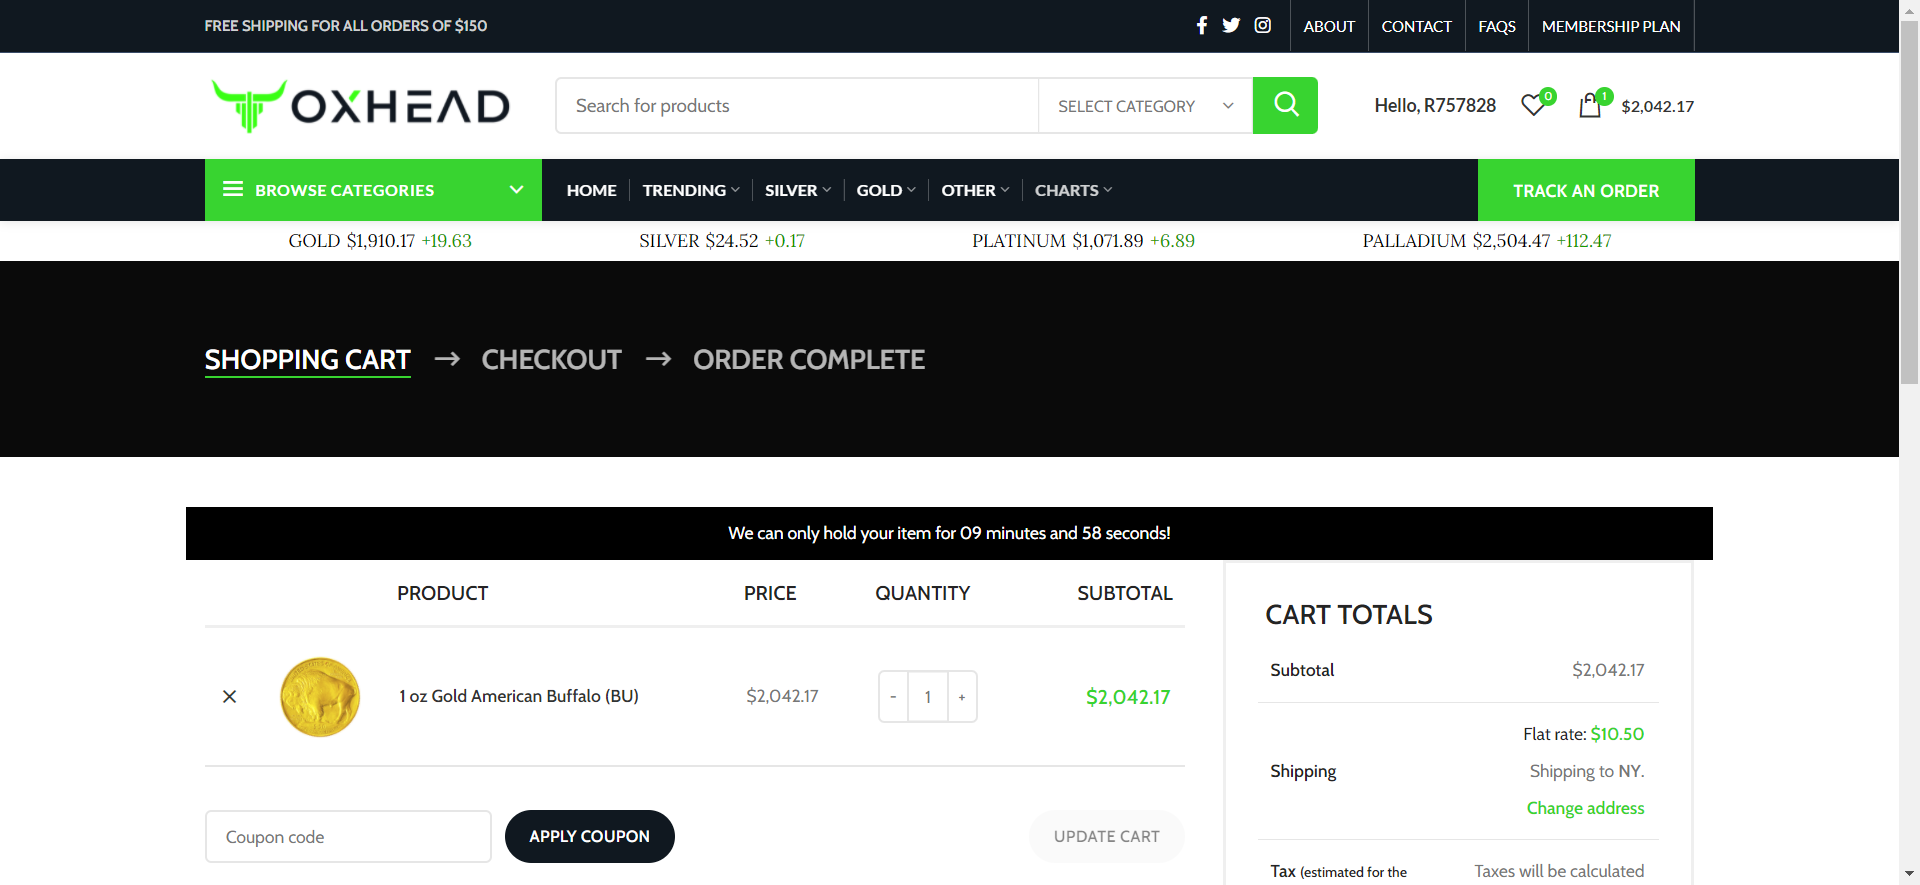 FREE SHIPPING FOR ALL ORDERS OF $150
ABOUT
CONTACT
FAQS
MEMBERSHIP PLAN
OXHEAD
Search for products
SELECT CATEGORY
Hello, R757828
0
1
$2,042.17
BROWSE CATEGORIES
HOME
TRENDING
SILVER
GOLD
OTHER
CHARTS
TRACK AN ORDER
GOLD $1,910.17 +19.63
SILVER $24.52 +0.17
PLATINUM $1,071.89 +6.89
PALLADIUM $2,504.47 +112.47
SHOPPING CART → CHECKOUT → ORDER COMPLETE
We can only hold your item for 09 minutes and 58 seconds!
PRODUCT
PRICE
QUANTITY
SUBTOTAL
1 oz Gold American Buffalo (BU)
$2,042.17
- 1 +
$2,042.17
Coupon code
APPLY COUPON
UPDATE CART
CART TOTALS
Subtotal
$2,042.17
Shipping
Flat rate: $10.50
Shipping to NY.
Change address
Tax (estimated for the
Taxes will be calculated